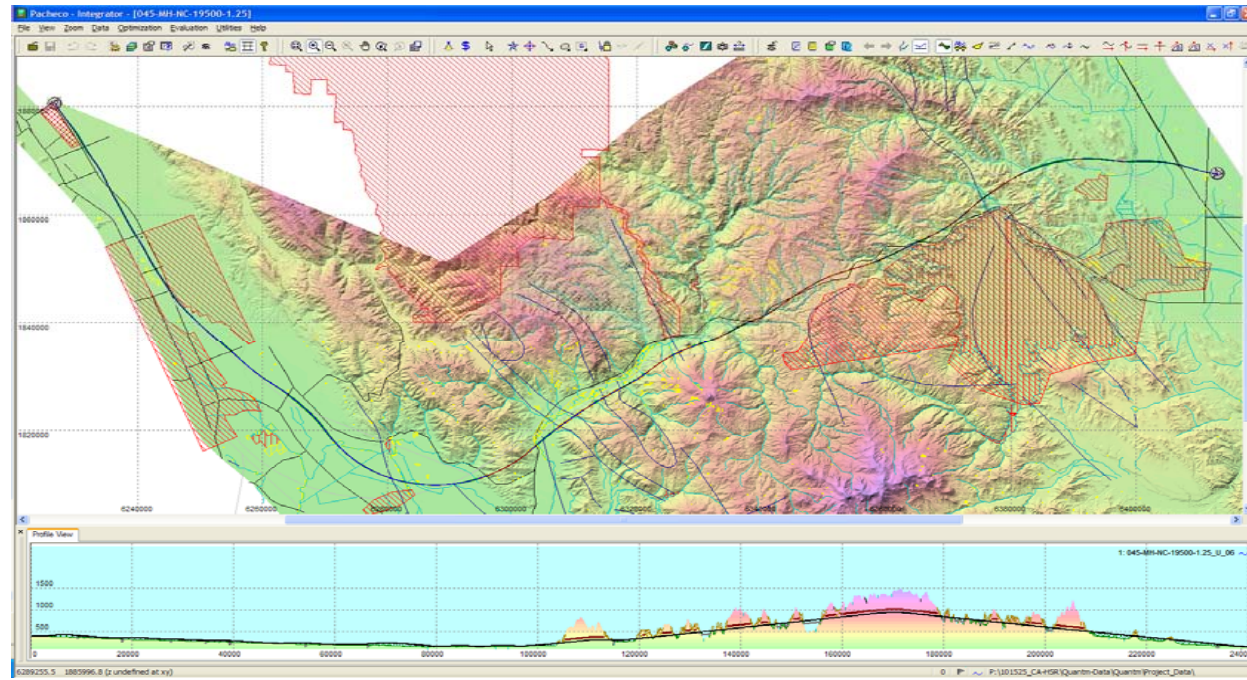 Pacheco - Integrator - [045-MH-NC-19500-1.25]
File View Zoom Data Optimization Evaluation Utilities Help
1860000
1840000
1820000
6240000 6260000 6300000 6380000
Profile View
1: 045-MH-NC-19500-1.25_U_06
1500
1000
500
0 20000 40000 60000 80000 100000 120000 140000 160000 180000 200000 220000
6289255.5 1885996.8 (z undefined at xy) 0 P:\101525_CA-HSR\Quantm-Data\Quantm\Project_Data\